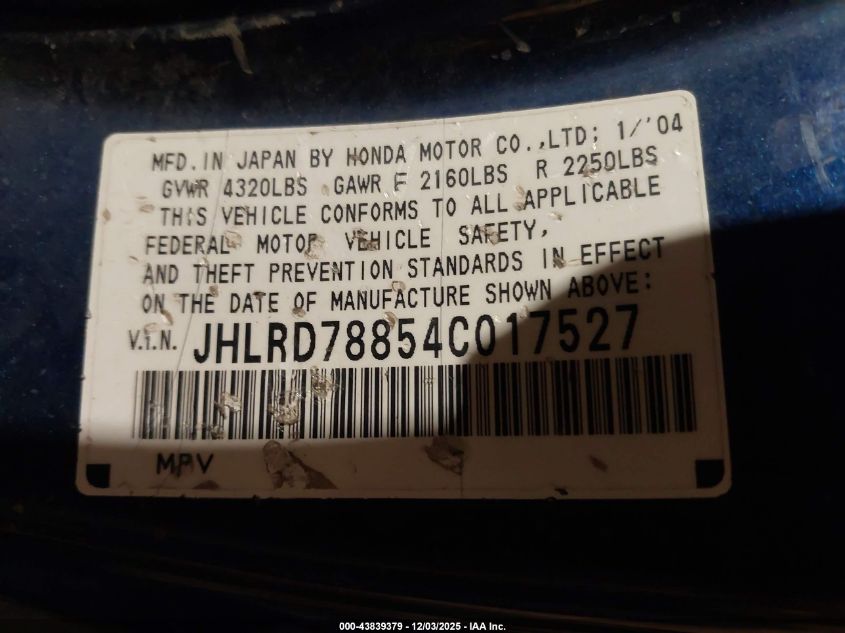 MFD. IN JAPAN BY HONDA MOTOR CO.,LTD; 1/'04
GVWR 4320LBS GAWR F 2160LBS R 2250LBS
THIS VEHICLE CONFORMS TO ALL APPLICABLE
FEDERAL MOTOR VEHICLE SAFETY,
AND THEFT PREVENTION STANDARDS IN EFFECT
ON THE DATE OF MANUFACTURE SHOWN ABOVE:
V.I.N. JHLRD78854C017527
MPV
000-43839379 - 12/03/2025 - IAA Inc.